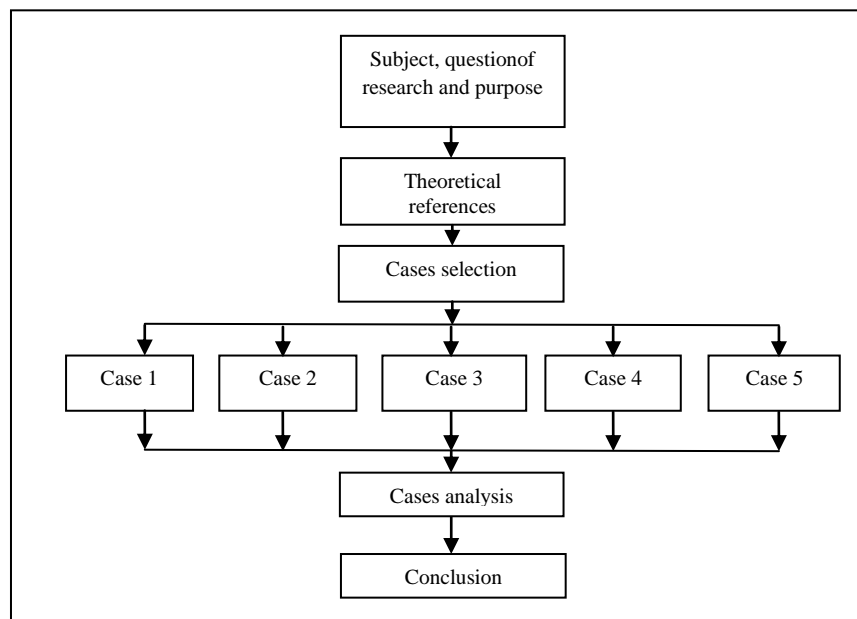 Subject, questionof
research and purpose
Theoretical
references
Cases selection
Case 1
Case 2
Case 3
Case 4
Case 5
Cases analysis
Conclusion